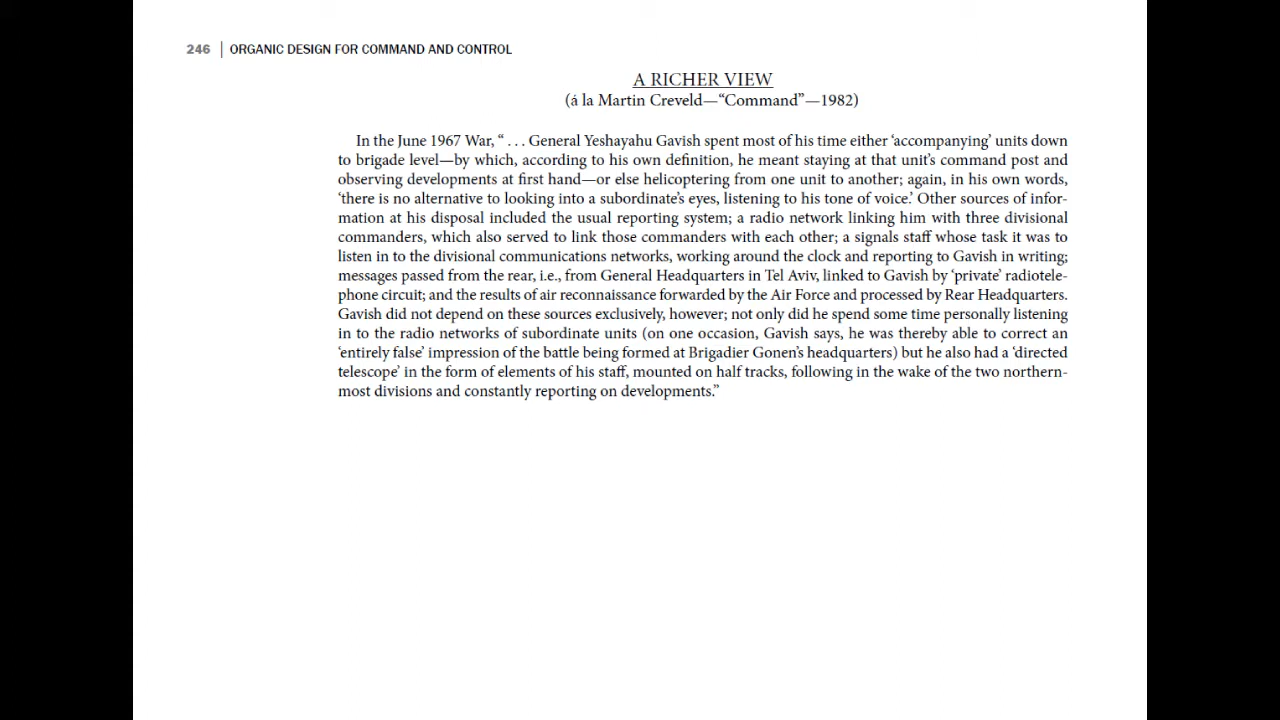 246 | ORGANIC DESIGN FOR COMMAND AND CONTROL
A RICHER VIEW
(á la Martin Creveld—“Command”—1982)
In the June 1967 War, “ . . . General Yeshayahu Gavish spent most of his time either ‘accompanying’ units down
to brigade level—by which, according to his own definition, he meant staying at that unit’s command post and
observing developments at first hand—or else helicoptering from one unit to another; again, in his own words,
‘there is no alternative to looking into a subordinate’s eyes, listening to his tone of voice.’ Other sources of infor-
mation at his disposal included the usual reporting system; a radio network linking him with three divisional
commanders, which also served to link those commanders with each other; a signals staff whose task it was to
listen in to the divisional communications networks, working around the clock and reporting to Gavish in writing;
messages passed from the rear, i.e., from General Headquarters in Tel Aviv, linked to Gavish by ‘private’ radiotele-
phone circuit; and the results of air reconnaissance forwarded by the Air Force and processed by Rear Headquarters.
Gavish did not depend on these sources exclusively, however; not only did he spend some time personally listening
in to the radio networks of subordinate units (on one occasion, Gavish says, he was thereby able to correct an
‘entirely false’ impression of the battle being formed at Brigadier Gonen’s headquarters) but he also had a ‘directed
telescope’ in the form of elements of his staff, mounted on half tracks, following in the wake of the two northern-
most divisions and constantly reporting on developments.”